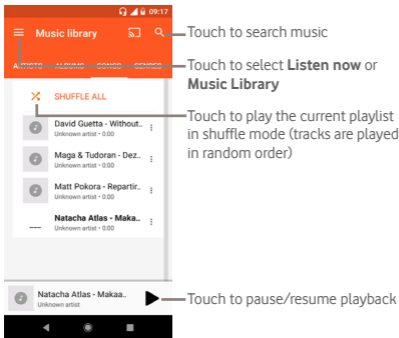 09:17
Music library
ARTISTS ALBUMS SONGS GENRES
SHUFFLE ALL
David Guetta - Without..
Unknown artist • 0:00
Maga & Tudoran - Dez..
Unknown artist • 0:00
Matt Pokora - Repartir..
Unknown artist • 0:00
Natacha Atlas - Maka..
Unknown artist • 0:00
Natacha Atlas - Makaa..
Unknown artist
Touch to search music
Touch to select Listen now or
Music Library
Touch to play the current playlist
in shuffle mode (tracks are played
in random order)
Touch to pause/resume playback